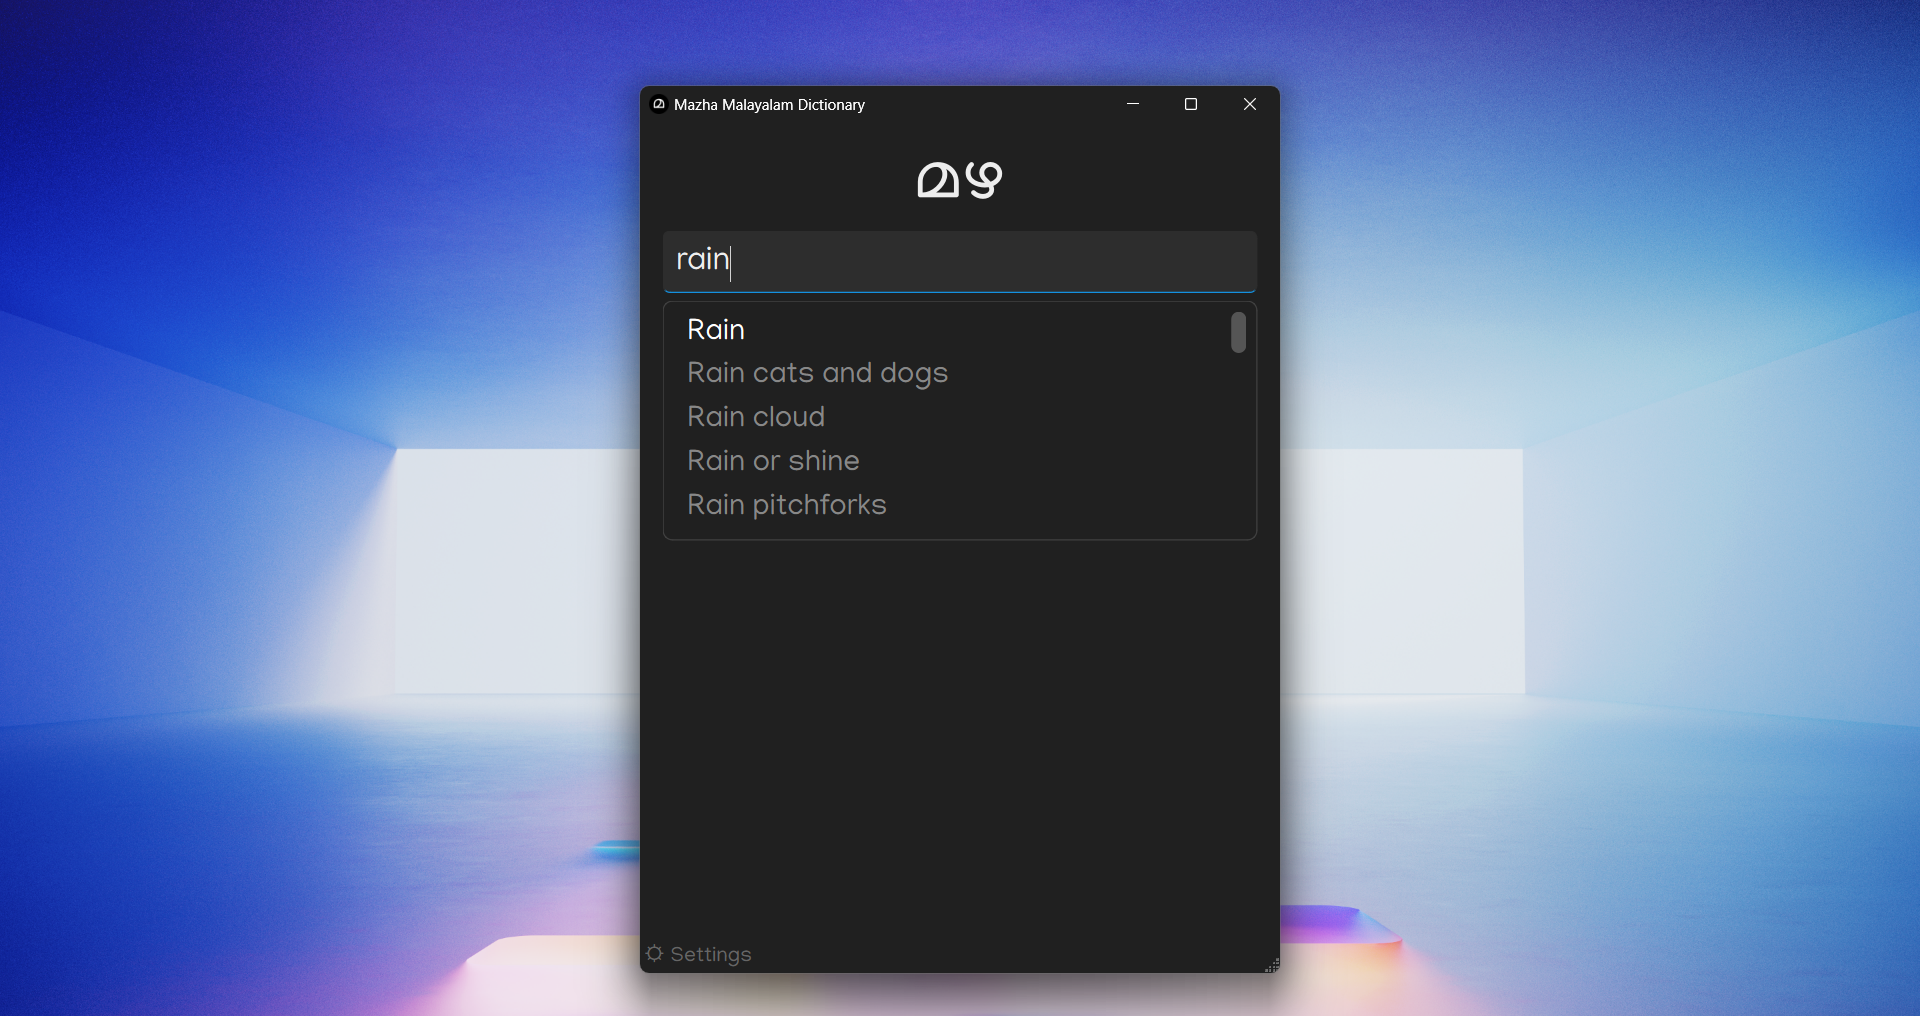 Mazha Malayalam Dictionary
മഴ
rain
Rain
Rain cats and dogs
Rain cloud
Rain or shine
Rain pitchforks
Settings